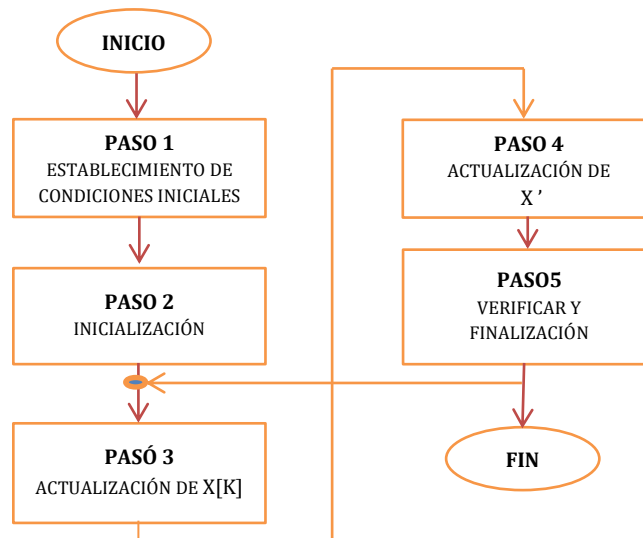 INICIO
PASO 1
ESTABLECIMIENTO DE
CONDICIONES INICIALES
PASO 2
INICIALIZACIÓN
PASÓ 3
ACTUALIZACIÓN DE X[K]
PASO 4
ACTUALIZACIÓN DE
X ’
PASO5
VERIFICAR Y
FINALIZACIÓN
FIN